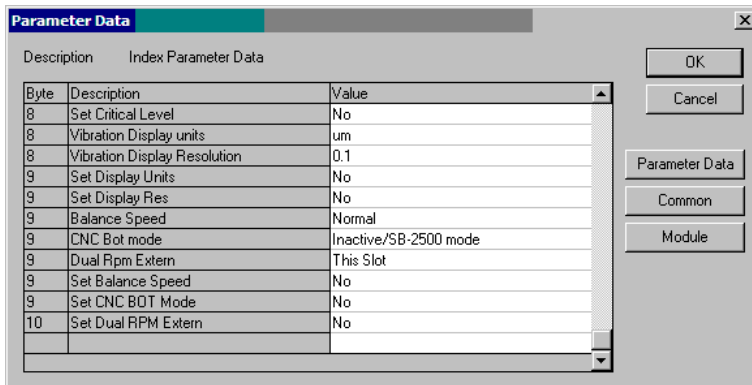 Parameter Data
Description Index Parameter Data
OK
Cancel
Parameter Data
Common
Module
Byte Description Value
8 Set Critical Level No
8 Vibration Display units um
8 Vibration Display Resolution 0.1
9 Set Display Units No
9 Set Display Res No
9 Balance Speed Normal
9 CNC Bot mode Inactive/SB-2500 mode
9 Dual Rpm Extern This Slot
9 Set Balance Speed No
9 Set CNC BOT Mode No
10 Set Dual RPM Extern No